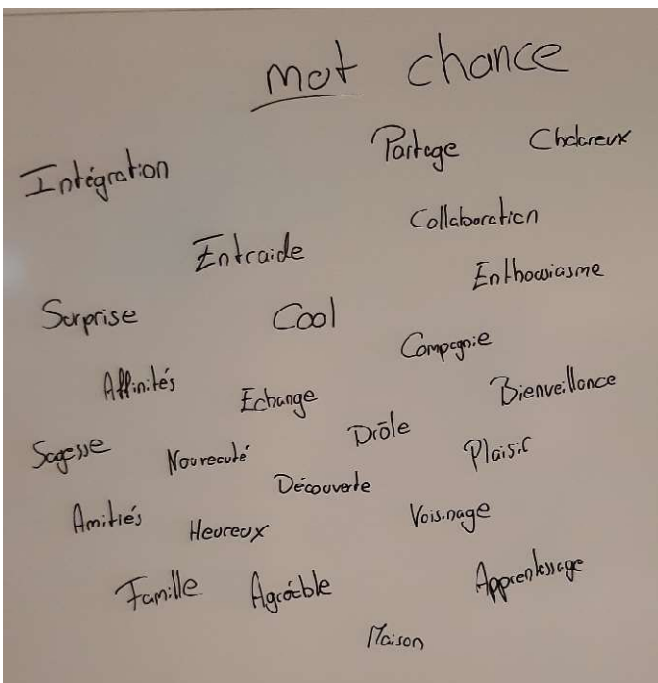 mot chance
Partage Chaleureux
Intégration
Collaboration
Entraide
Enthousiasme
Surprise Cool
Compagnie
Affinités Echange Bienveillance
Drôle
Sagesse Nouveauté Plaisir
Découverte
Amitiés Heureux Voisinage
Famille Agréable Apprentissage
Maison